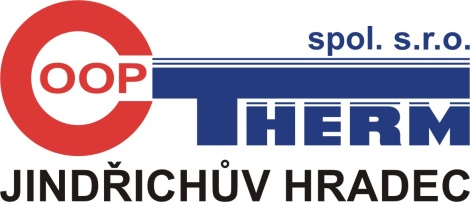 spol. s.r.o.
COOP THERM
JINDŘICHŮV HRADEC